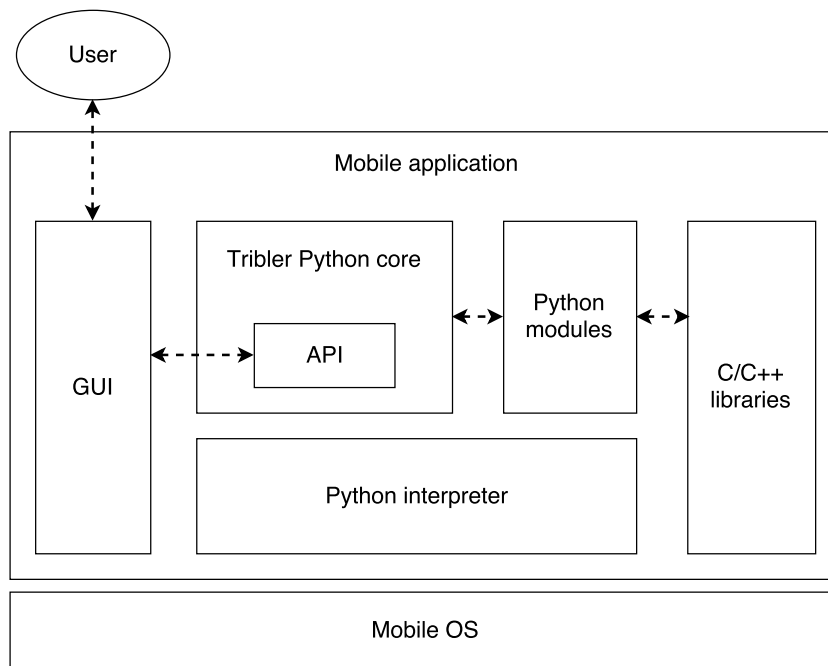 User
Mobile application
Tribler Python core
Python
modules
API
GUI
C/C++
libraries
Python interpreter
Mobile OS